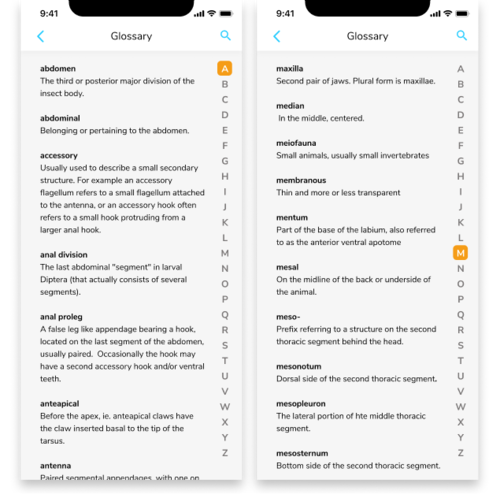 9:41
Glossary
abdomen
The third or posterior major division of the
insect body.
abdominal
Belonging or pertaining to the abdomen.
accessory
Usually used to describe a small secondary
structure. For example an accessory
flagellum refers to a small flagellum attached
to the antenna, or an accessory hook often
refers to a small hook protruding from a
larger anal hook.
anal division
The last abdominal "segment" in larval
Diptera (that actually consists of several
segments).
anal proleg
A false leg like appendage bearing a hook,
located on the last segment of the abdomen,
usually paired. Occasionally the hook may
have a second accessory hook and/or ventral
teeth.
anteapical
Before the apex, ie. anteapical claws have
the claw inserted basal to the tip of the
tarsus.
antenna
Paired segmental appendages, with one on
A
B
C
D
E
F
G
H
I
J
K
L
M
N
O
P
Q
R
S
T
U
V
W
X
Y
Z
9:41
Glossary
maxilla
Second pair of jaws. Plural form is maxillae.
median
In the middle, centered.
meiofauna
Small animals, usually small invertebrates
membranous
Thin and more or less transparent
mentum
Part of the base of the labium, also referred
to as the anterior ventral apotome
mesal
On the midline of the back or underside of
the animal.
meso-
Prefix referring to a structure on the second
thoracic segment behind the head.
mesonotum
Dorsal side of the second thoracic segment.
mesopleuron
The lateral portion of hte middle thoracic
segment.
mesosternum
Bottom side of the second thoracic segment.
A
B
C
D
E
F
G
H
I
J
K
L
M
N
O
P
Q
R
S
T
U
V
W
X
Y
Z